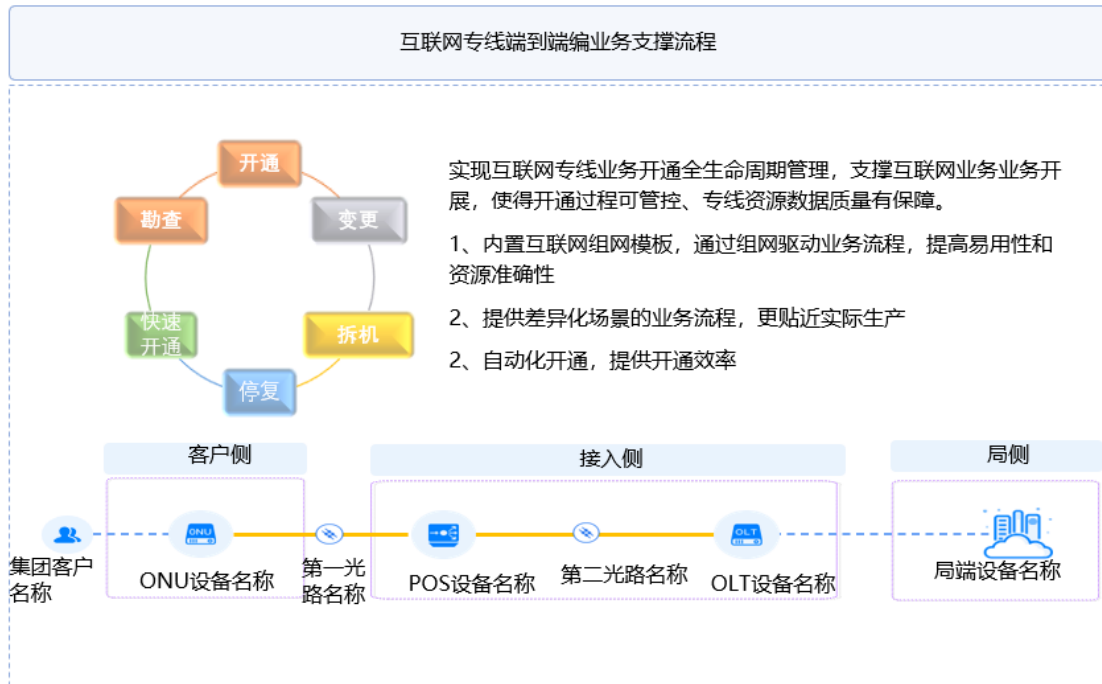 互联网专线端到端编业务支撑流程
开通
勘查
变更
快速
开通
拆机
停复
实现互联网专线业务开通全生命周期管理，支撑互联网业务业务开
展，使得开通过程可管控、专线资源数据质量有保障。
1、内置互联网组网模板，通过组网驱动业务流程，提高易用性和
资源准确性
2、提供差异化场景的业务流程，更贴近实际生产
2、自动化开通，提供开通效率
客户侧
接入侧
局侧
ONU
OLT
集团客户
名称
ONU设备名称
第一光
路名称
POS设备名称
第二光路名称
OLT设备名称
局端设备名称